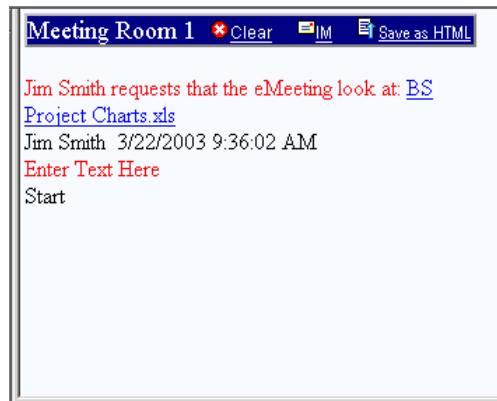 Meeting Room 1 Clear IM Save as HTML
Jim Smith requests that the eMeeting look at: BS
Project Charts.xls
Jim Smith 3/22/2003 9:36:02 AM
Enter Text Here
Start